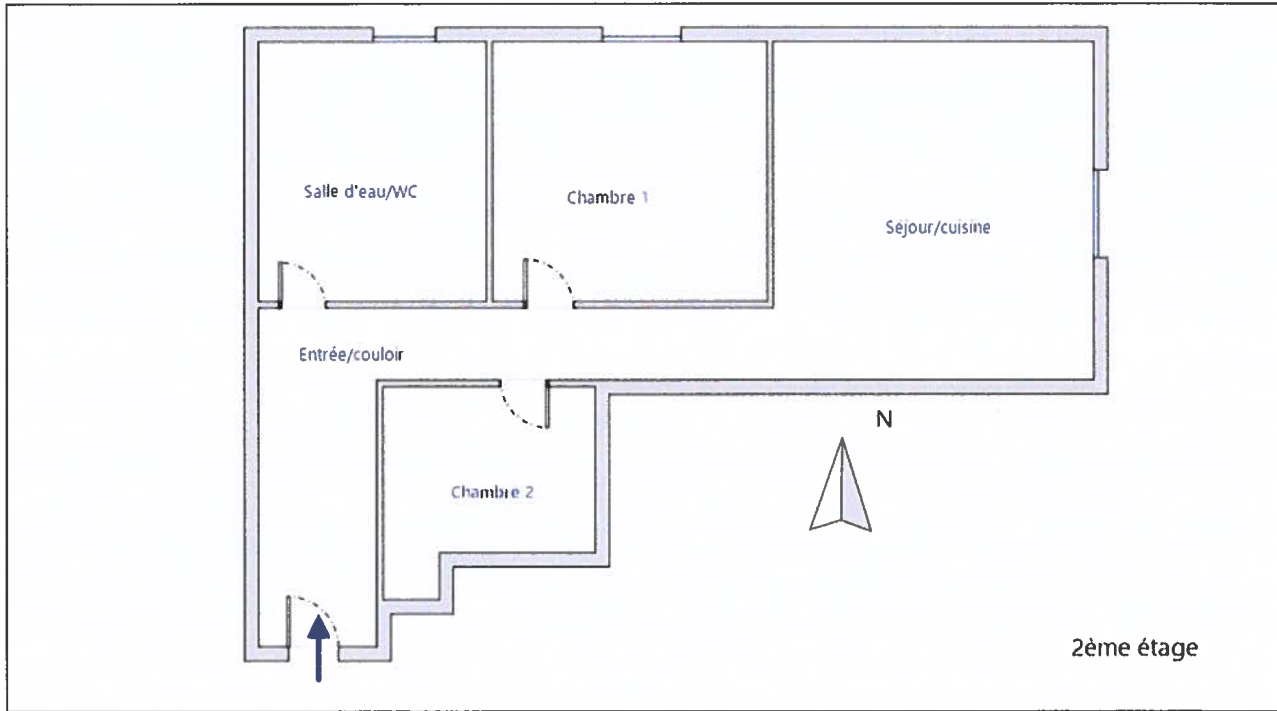 Salle d'eau/WC
Chambre 1
Séjour/cuisine
Entrée/couloir
N
Chambre 2
2ème étage